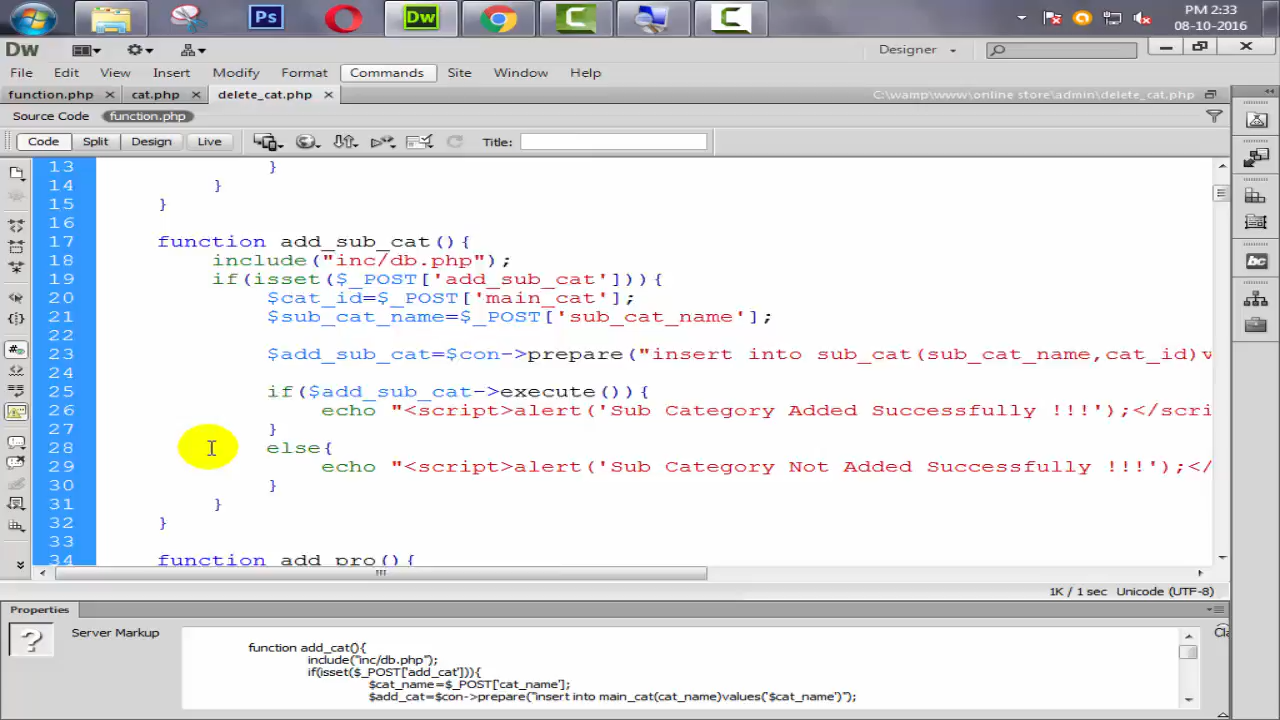 PM 2:33
08-10-2016
Ps
Dw
Dw
Designer
File Edit View Insert Modify Format Commands Site Window Help
function.php × cat.php × delete_cat.php ×
C:\wamp\www\online store\admin\delete_cat.php
Source Code function.php
Code Split Design Live Title:
13 }
14 }
15 }
16
17 function add_sub_cat(){
18 include("inc/db.php");
19 if(isset($_POST['add_sub_cat'])){
20 $cat_id=$_POST['main_cat'];
21 $sub_cat_name=$_POST['sub_cat_name'];
22
23 $add_sub_cat=$con->prepare("insert into sub_cat(sub_cat_name,cat_id)v
24
25 if($add_sub_cat->execute()){
26 echo "<script>alert('Sub Category Added Successfully !!!');</scri
27 }
28 else{
29 echo "<script>alert('Sub Category Not Added Successfully !!!');</
30 }
31 }
32 }
33
34 function add_pro(){
1K / 1 sec Unicode (UTF-8)
Properties
Server Markup
function add_cat(){
include("inc/db.php");
if(isset($_POST['add_cat'])){
$cat_name=$_POST['cat_name'];
$add_cat=$con->prepare("insert into main_cat(cat_name)values('$cat_name')");